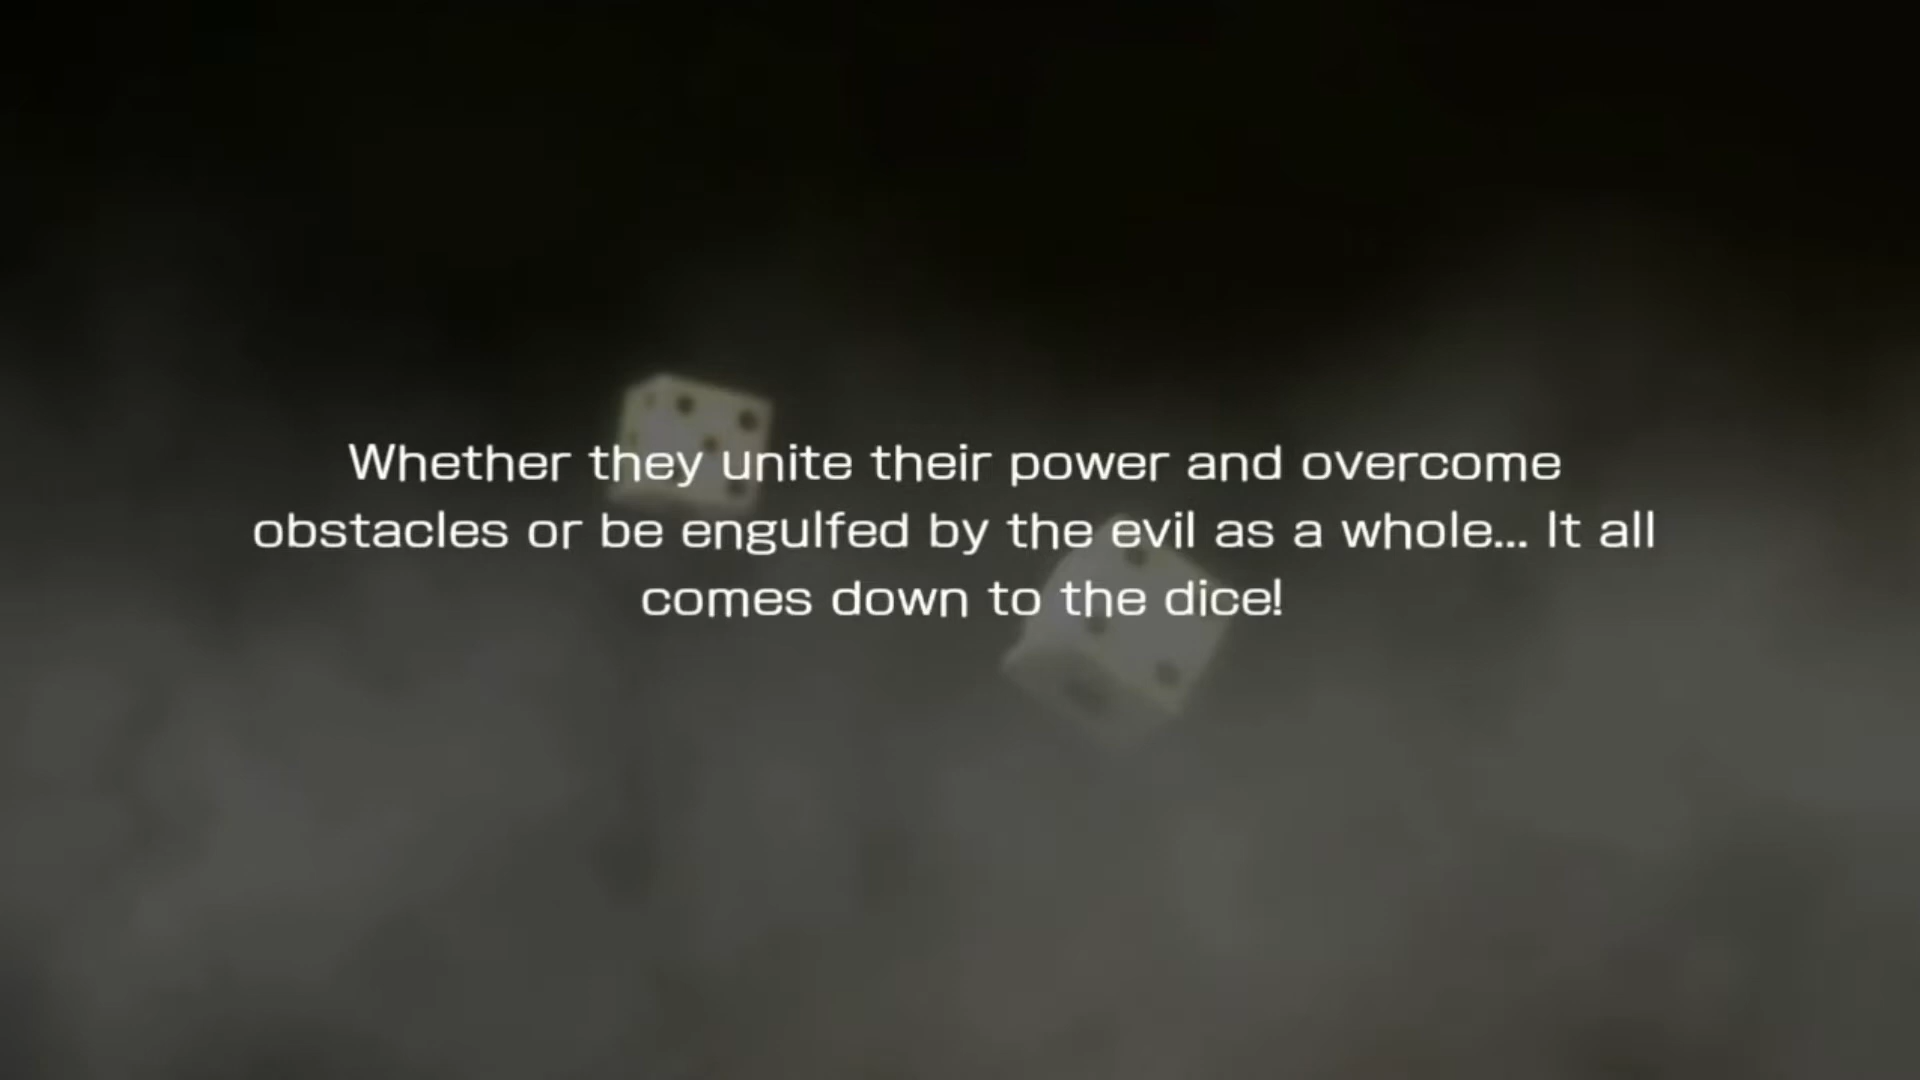 Whether they unite their power and overcome
obstacles or be engulfed by the evil as a whole... It all
comes down to the dice!